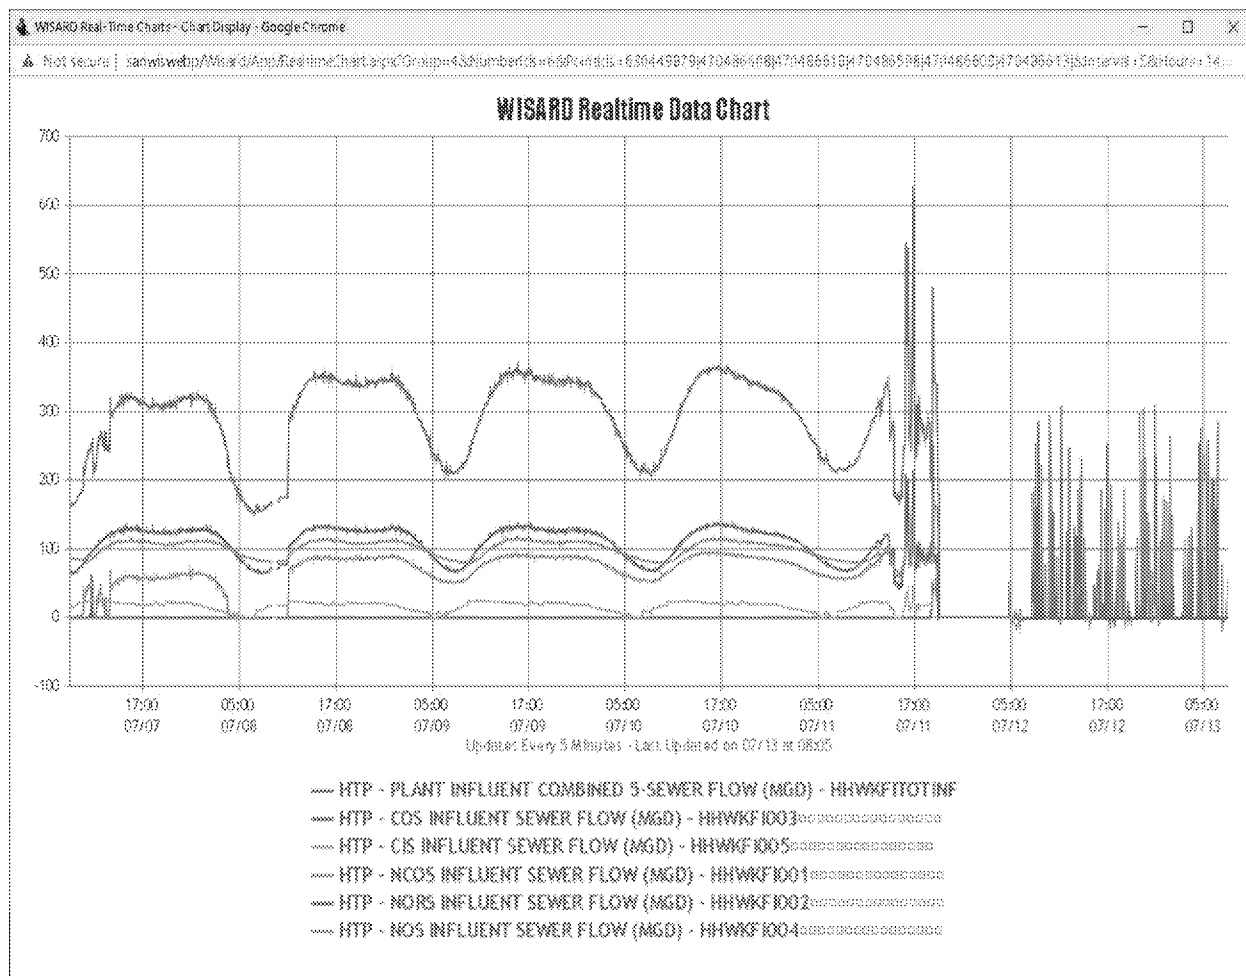 WISARD Real-Time Charts - Chart Display - Google Chrome
Not secure
WISARD Realtime Data Chart
700
600
500
400
300
200
100
0
-100
17:00 05:00 17:00 05:00 17:00 05:00 17:00 05:00 17:00 05:00 17:00 05:00
07/07 07/08 07/08 07/09 07/09 07/10 07/10 07/11 07/11 07/12 07/12 07/13
Updates Every 5 Minutes - Last Updated on 07/13 at 08:05
HTP - PLANT INFLUENT COMBINED 5-SEWER FLOW (MGD) - HHWKFITOTINF
HTP - COS INFLUENT SEWER FLOW (MGD) - HHWKFI003
HTP - CIS INFLUENT SEWER FLOW (MGD) - HHWKFI005
HTP - NCOS INFLUENT SEWER FLOW (MGD) - HHWKFI001
HTP - NORS INFLUENT SEWER FLOW (MGD) - HHWKFI002
HTP - NOS INFLUENT SEWER FLOW (MGD) - HHWKFI004